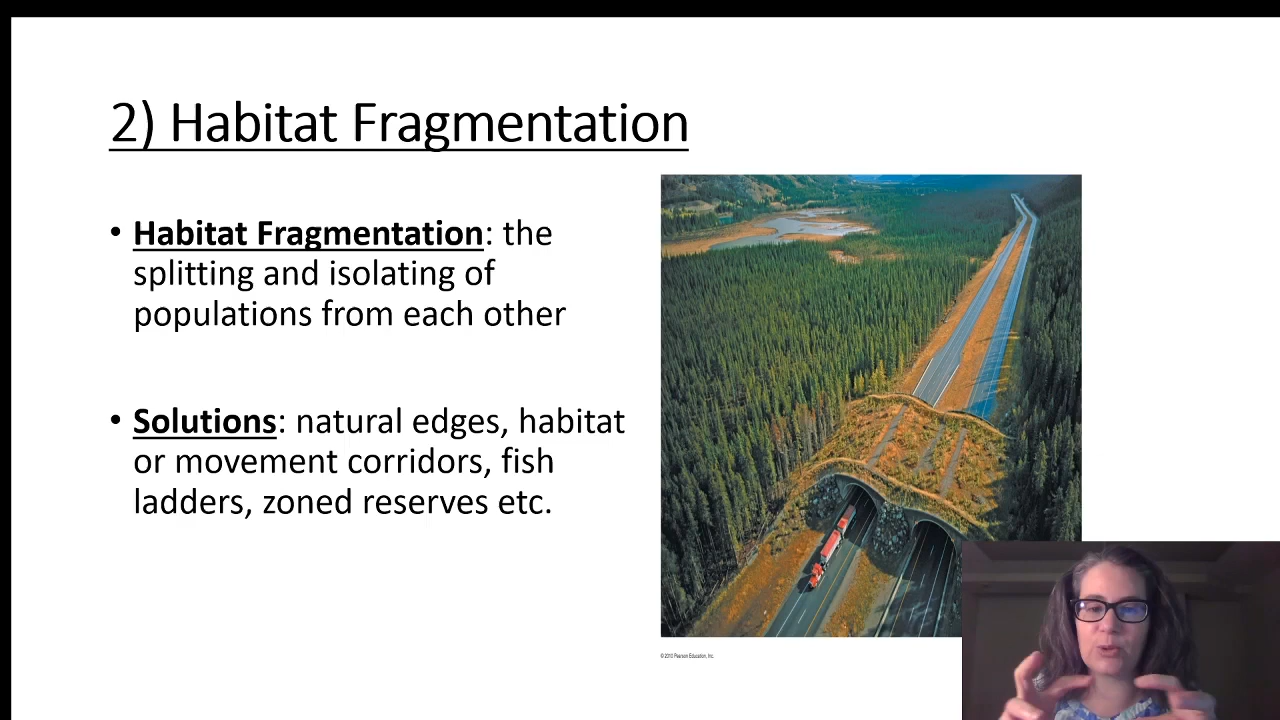 2) Habitat Fragmentation
• Habitat Fragmentation: the
splitting and isolating of
populations from each other
• Solutions: natural edges, habitat
or movement corridors, fish
ladders, zoned reserves etc.
© 2010 Pearson Education, Inc.